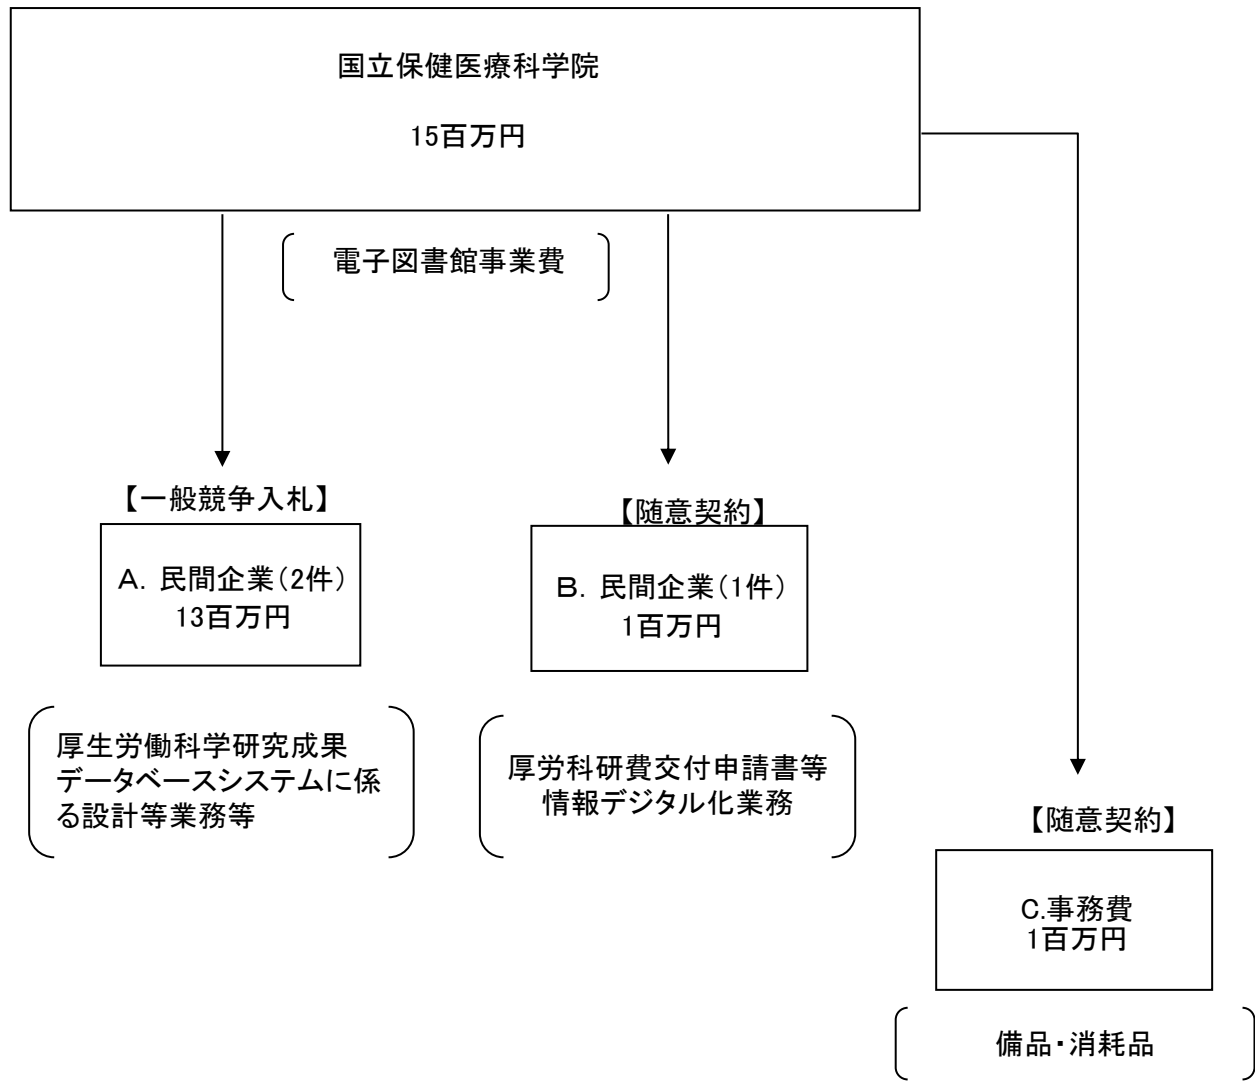 国立保健医療科学院
15百万円
電子図書館事業費
【一般競争入札】
A. 民間企業（2件）
13百万円
厚生労働科学研究成果
データベースシステムに係
る設計等業務等
【随意契約】
B. 民間企業（1件）
1百万円
厚労科研費交付申請書等
情報デジタル化業務
【随意契約】
C.事務費
1百万円
備品・消耗品